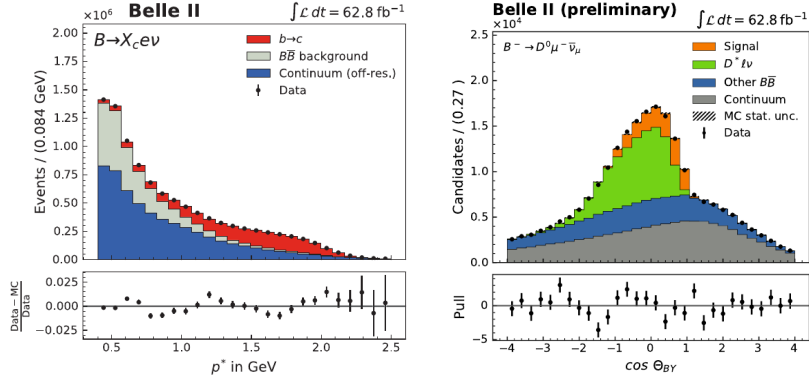 Belle II
∫ℒ dt = 62.8 fb⁻¹
×10⁶
B→X_c eν
b→c
BB̅ background
Continuum (off-res.)
Data
Events / (0.084 GeV)
2.00
1.75
1.50
1.25
1.00
0.75
0.50
0.25
0.00
Data−MC
Data
0.025
0.000
−0.025
0.5 1.0 1.5 2.0 2.5
p* in GeV
Belle II (preliminary)
∫ℒ dt = 62.8 fb⁻¹
×10⁴
B⁻ → D⁰μ⁻ν̅_μ
Signal
D*ℓν
Other BB̅
Continuum
MC stat. unc.
Data
Candidates / (0.27 )
2.5
2.0
1.5
1.0
0.5
0.0
Pull
5
0
−5
−4 −3 −2 −1 0 1 2 3 4
cos Θ_BY